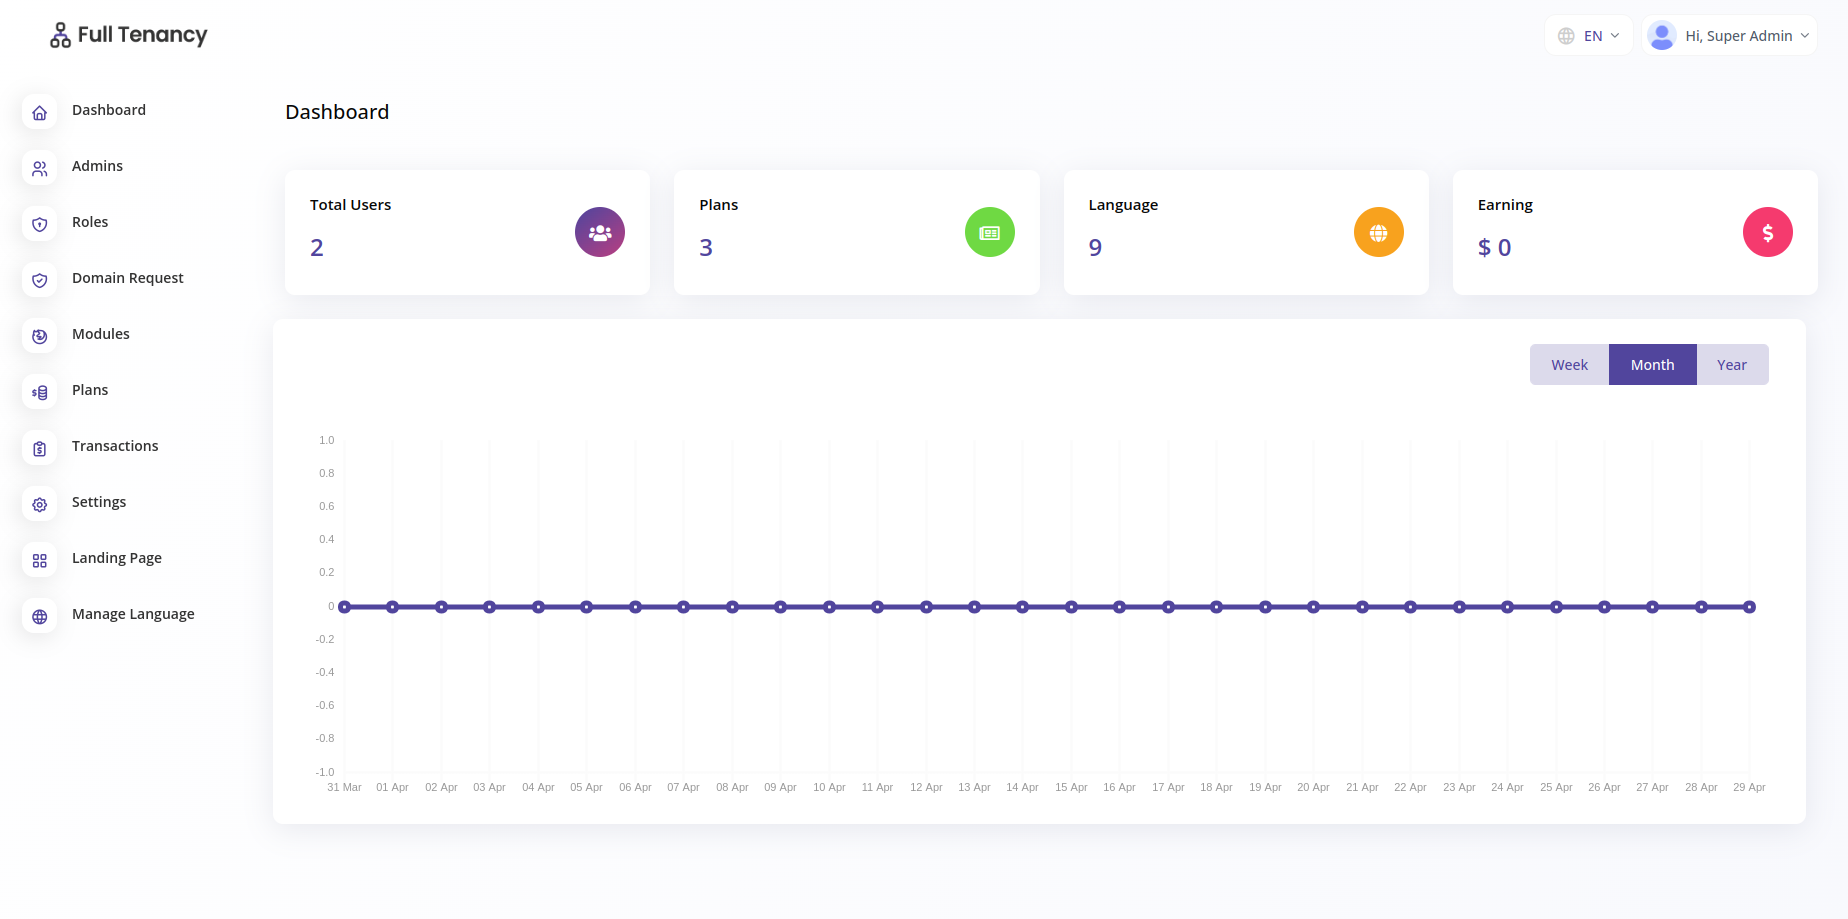 Full Tenancy
EN
Hi, Super Admin
Dashboard
Admins
Roles
Domain Request
Modules
Plans
Transactions
Settings
Landing Page
Manage Language
Dashboard
Total Users
2
Plans
3
Language
9
Earning
$ 0
Week Month Year
1.0
0.8
0.6
0.4
0.2
0
-0.2
-0.4
-0.6
-0.8
-1.0
31 Mar 01 Apr 02 Apr 03 Apr 04 Apr 05 Apr 06 Apr 07 Apr 08 Apr 09 Apr 10 Apr 11 Apr 12 Apr 13 Apr 14 Apr 15 Apr 16 Apr 17 Apr 18 Apr 19 Apr 20 Apr 21 Apr 22 Apr 23 Apr 24 Apr 25 Apr 26 Apr 27 Apr 28 Apr 29 Apr